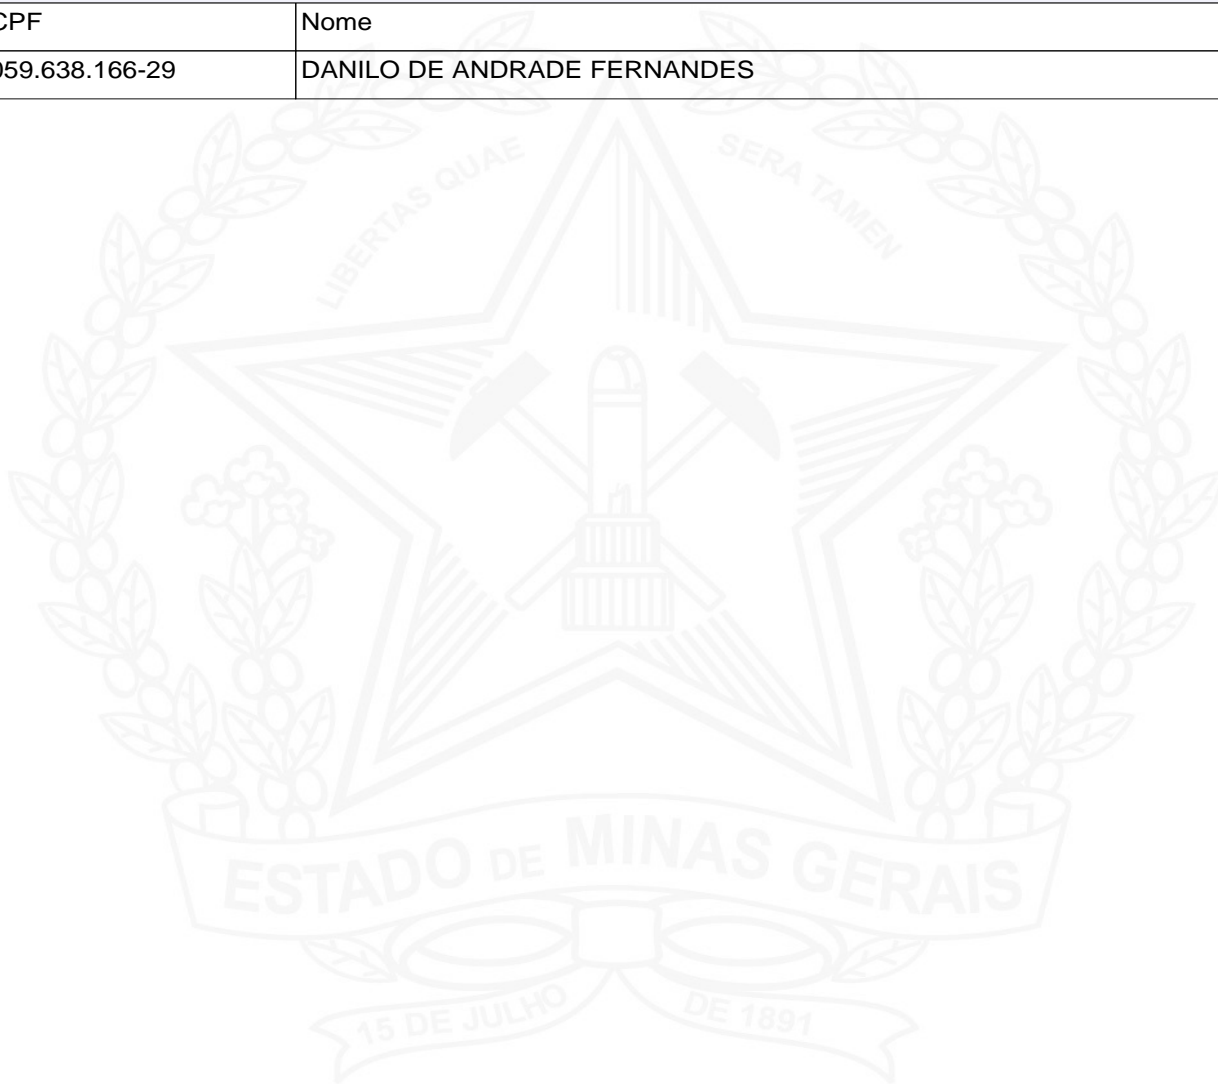 CPF Nome
059.638.166-29 DANILO DE ANDRADE FERNANDES
LIBERTAS QUAE SERA TAMEN
ESTADO DE MINAS GERAIS
15 DE JULHO DE 1891